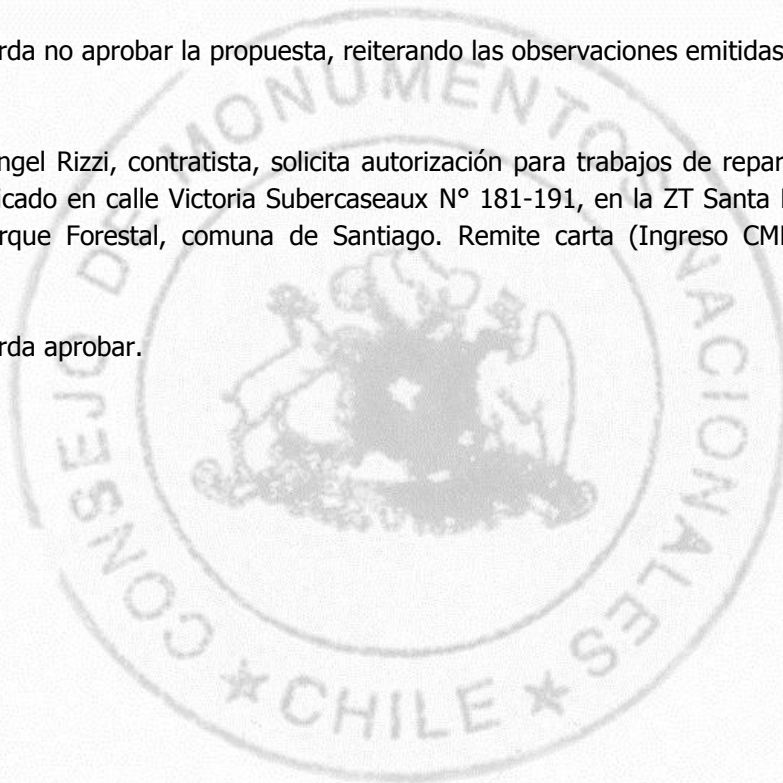 rda no aprobar la propuesta, reiterando las observaciones emitidas
ngel Rizzi, contratista, solicita autorización para trabajos de repar
icado en calle Victoria Subercaseaux N° 181-191, en la ZT Santa
rque Forestal, comuna de Santiago. Remite carta (Ingreso CM
rda aprobar.
CONSEJO DE MONUMENTOS NACIONALES
★ CHILE ★